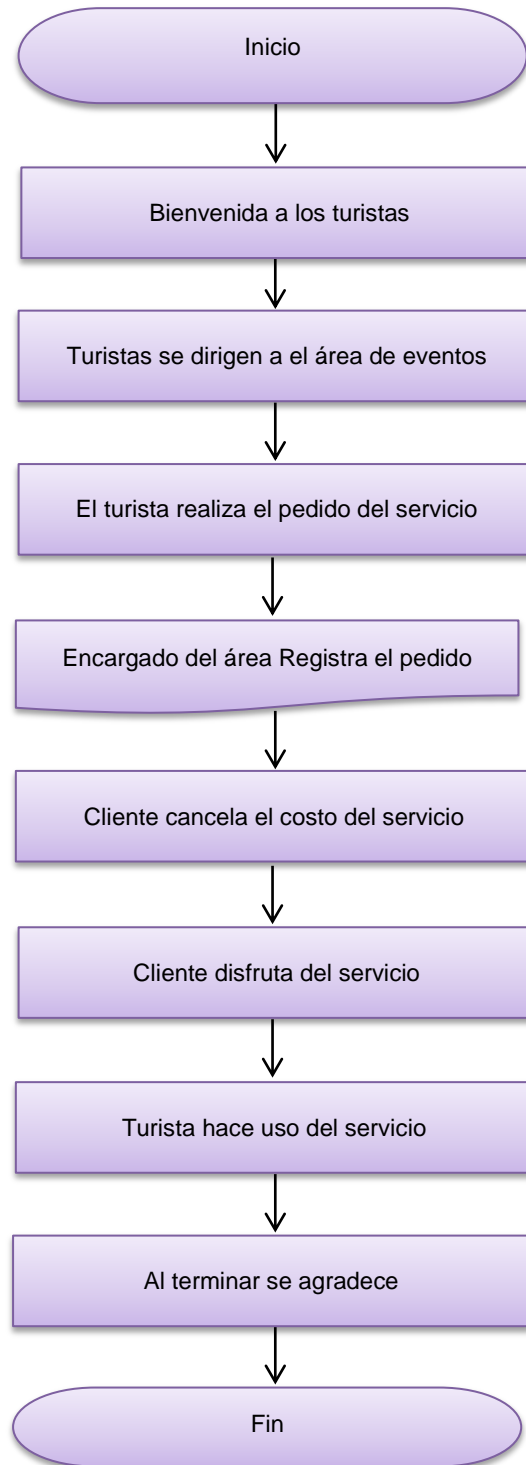 Inicio
Bienvenida a los turistas
Turistas se dirigen a el área de eventos
El turista realiza el pedido del servicio
Encargado del área Registra el pedido
Cliente cancela el costo del servicio
Cliente disfruta del servicio
Turista hace uso del servicio
Al terminar se agradece
Fin